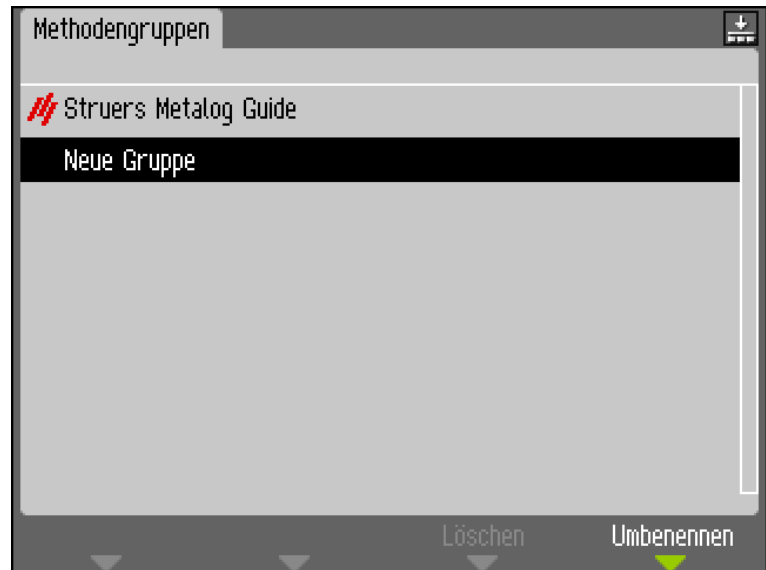 Methodengruppen
Struers Metalog Guide
Neue Gruppe
Löschen Umbenennen